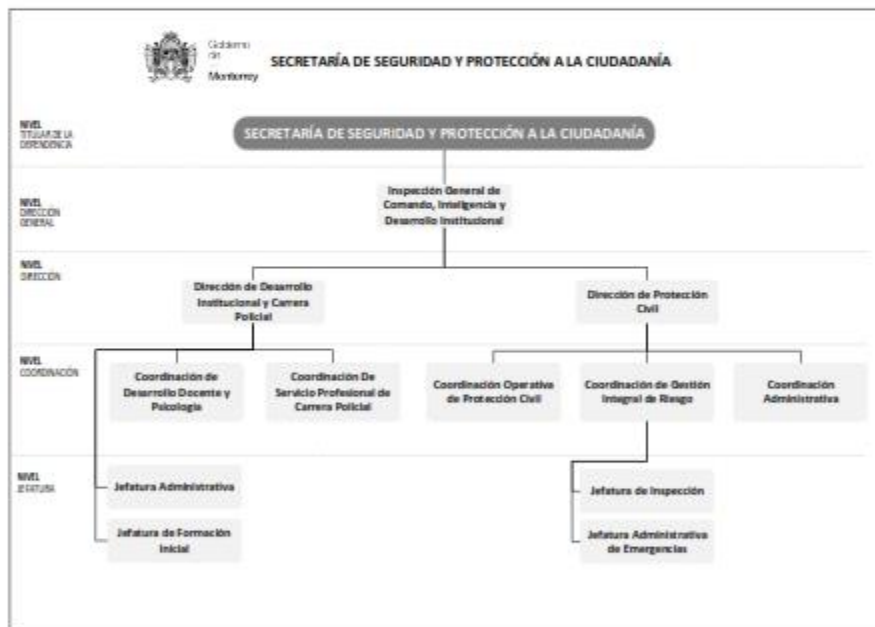 Gobierno
de
Monterrey
SECRETARÍA DE SEGURIDAD Y PROTECCIÓN A LA CIUDADANÍA
NIVEL
TITULAR DE LA
DEPENDENCIA
SECRETARÍA DE SEGURIDAD Y PROTECCIÓN A LA CIUDADANÍA
NIVEL
DIRECCIÓN
GENERAL
Inspección General de
Comando, Inteligencia y
Desarrollo Institucional
NIVEL
DIRECCIÓN
Dirección de Desarrollo
Institucional y Carrera
Policial
Dirección de Protección
Civil
NIVEL
COORDINACIÓN
Coordinación de
Desarrollo Docente y
Psicología
Coordinación De
Servicio Profesional de
Carrera Policial
Coordinación Operativa
de Protección Civil
Coordinación de Gestión
Integral de Riesgo
Coordinación
Administrativa
NIVEL
JEFATURA
Jefatura Administrativa
Jefatura de Inspección
Jefatura de Formación
Inicial
Jefatura Administrativa
de Emergencias